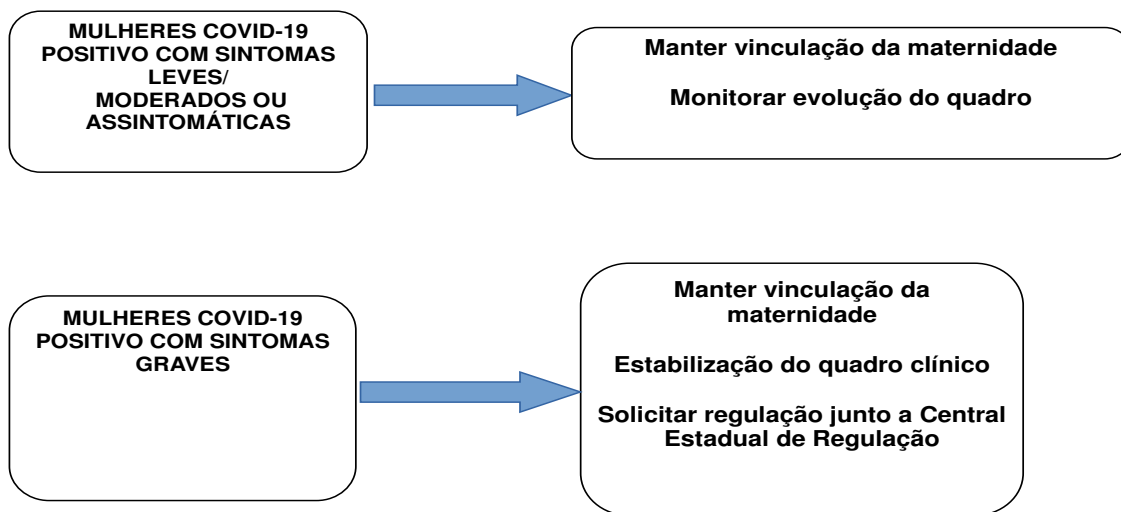 MULHERES COVID-19
POSITIVO COM SINTOMAS
LEVES/
MODERADOS OU
ASSINTOMÁTICAS
Manter vinculação da maternidade
Monitorar evolução do quadro
MULHERES COVID-19
POSITIVO COM SINTOMAS
GRAVES
Manter vinculação da
maternidade
Estabilização do quadro clínico
Solicitar regulação junto a Central
Estadual de Regulação